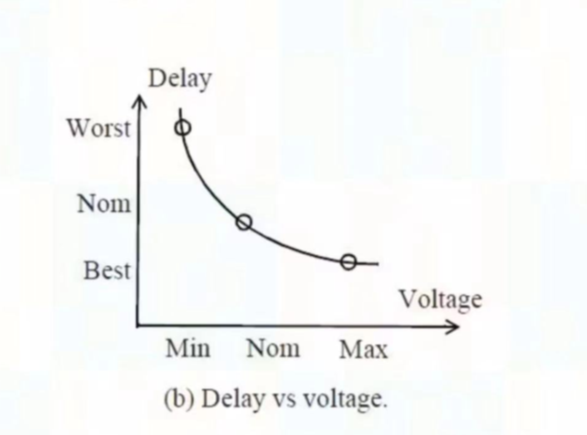 Delay
Worst
Nom
Best
Voltage
Min Nom Max
(b) Delay vs voltage.